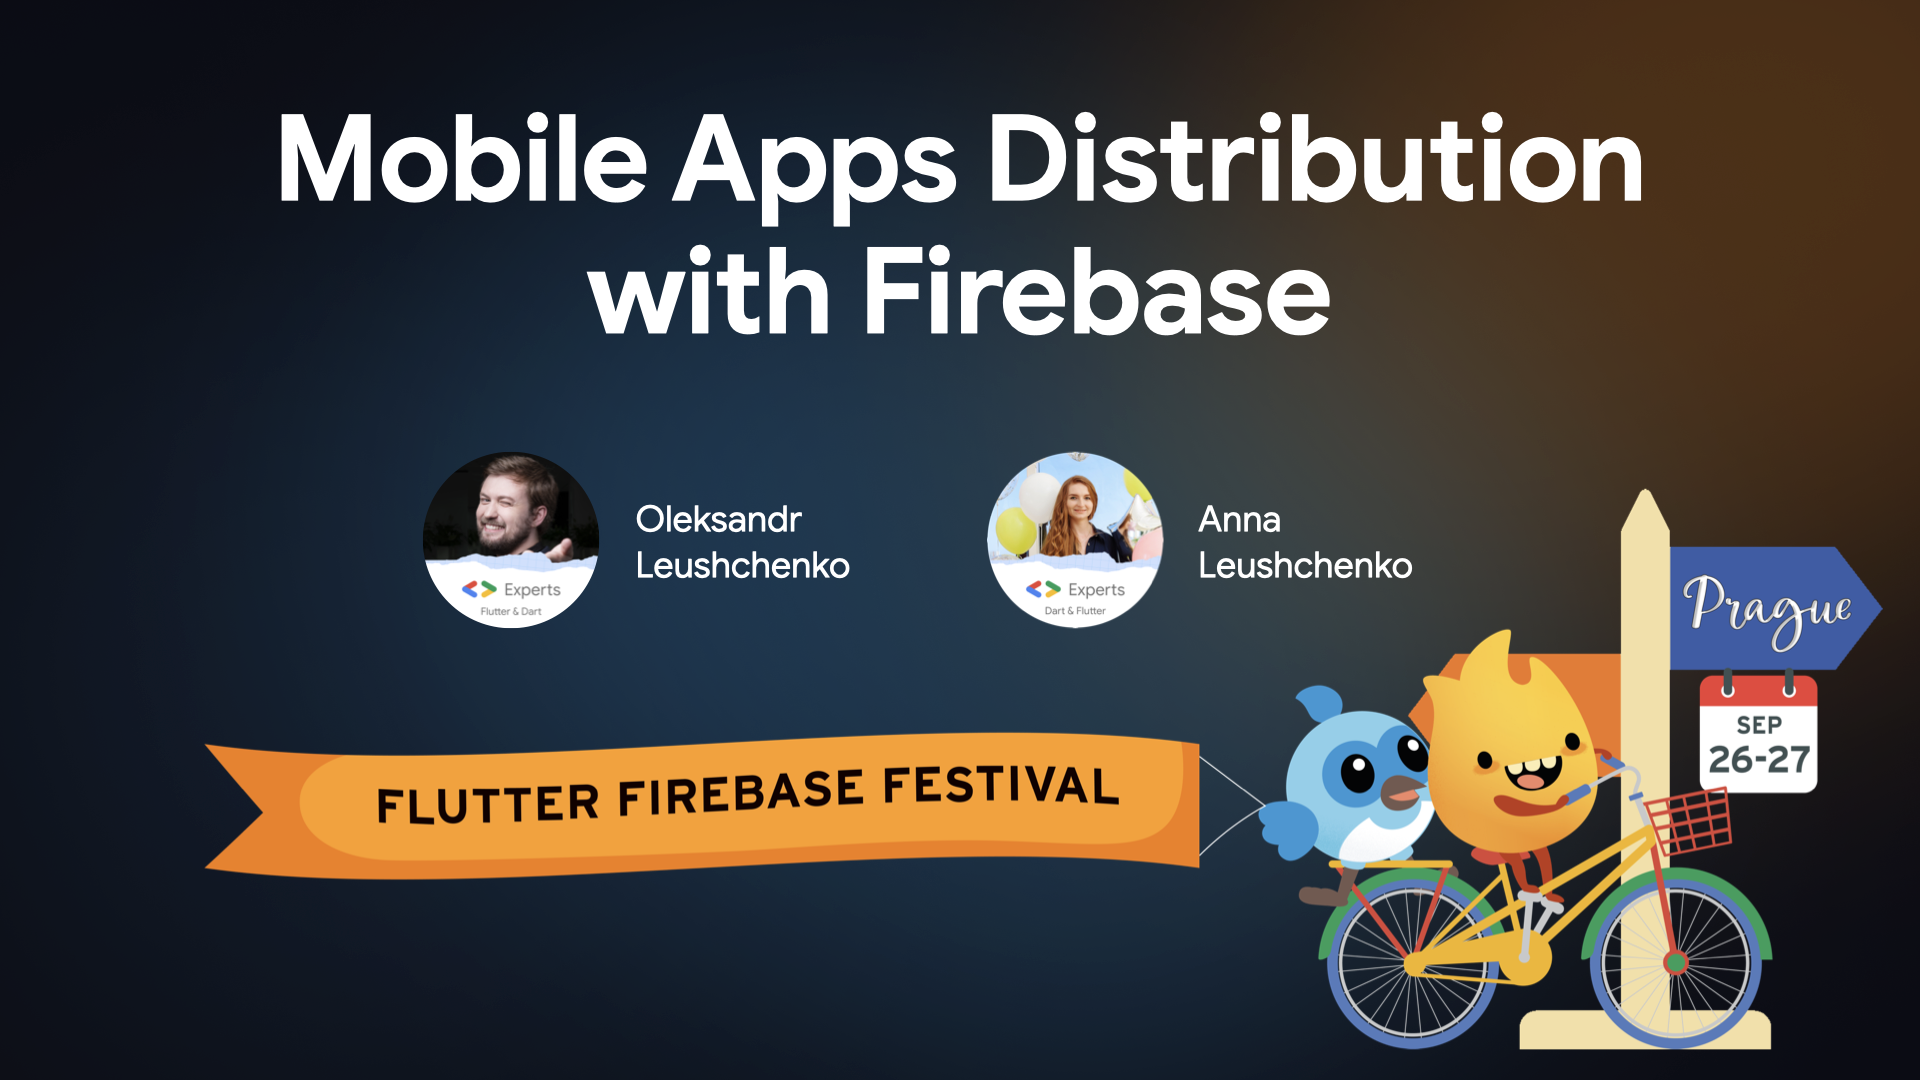 Mobile Apps Distribution
with Firebase
Oleksandr
Leushchenko
Experts
Flutter & Dart
Anna
Leushchenko
Experts
Dart & Flutter
Prague
SEP
26-27
FLUTTER FIREBASE FESTIVAL